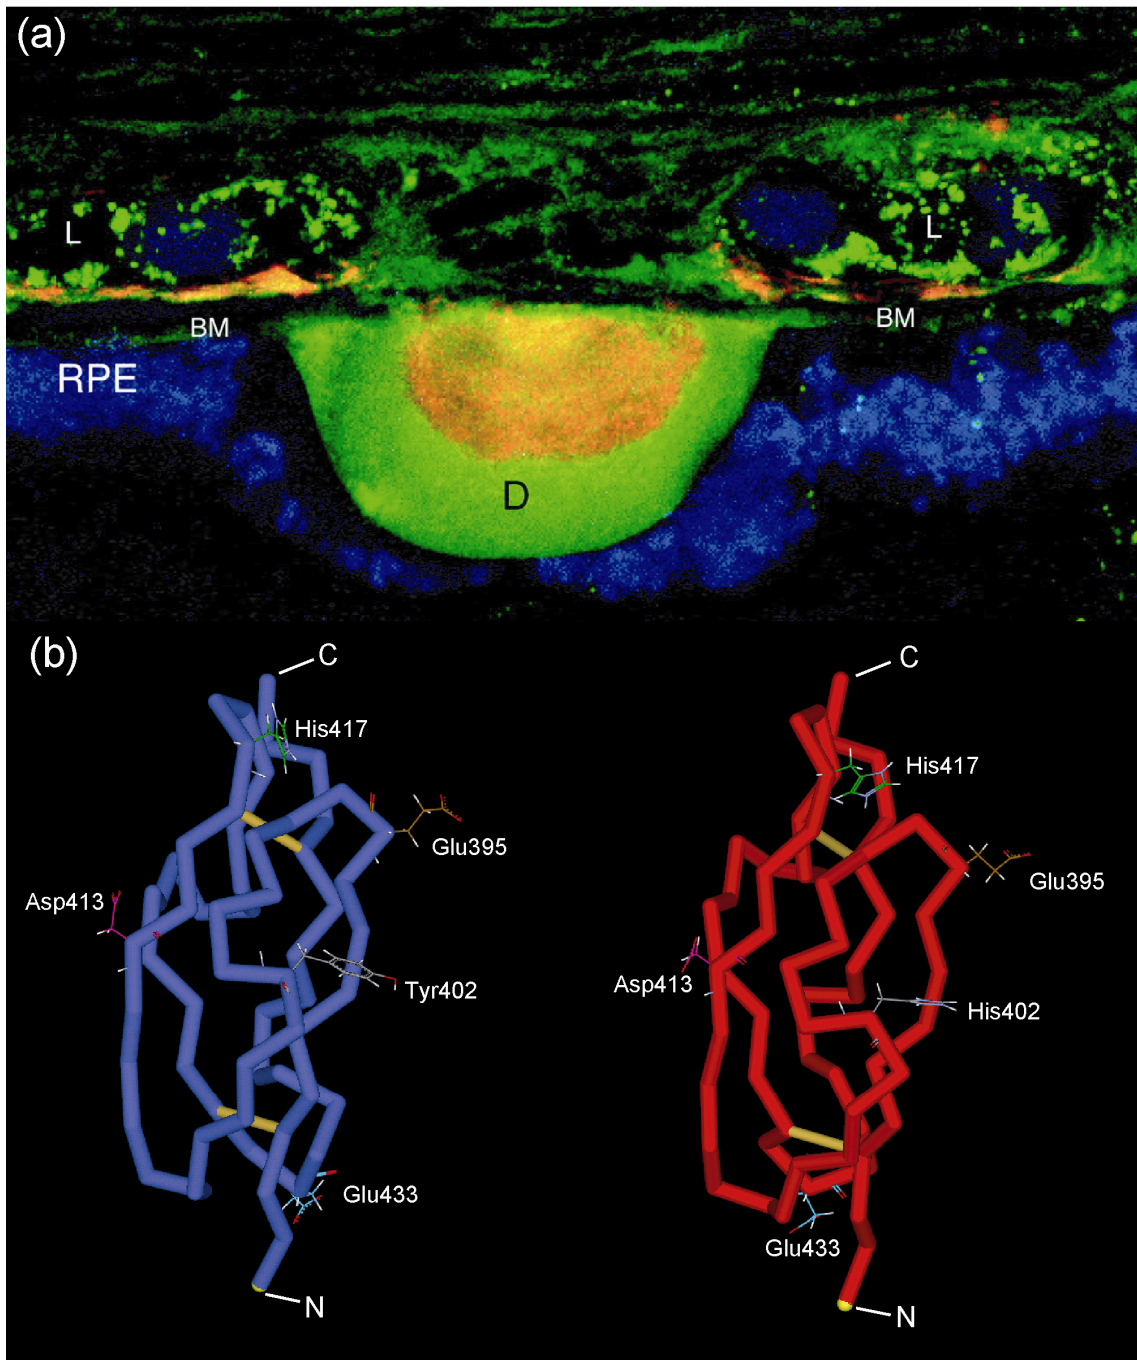 (a)
L
L
BM
BM
RPE
D
(b)
C
His417
Glu395
Asp413
Tyr402
Glu433
N
C
His417
Glu395
Asp413
His402
Glu433
N